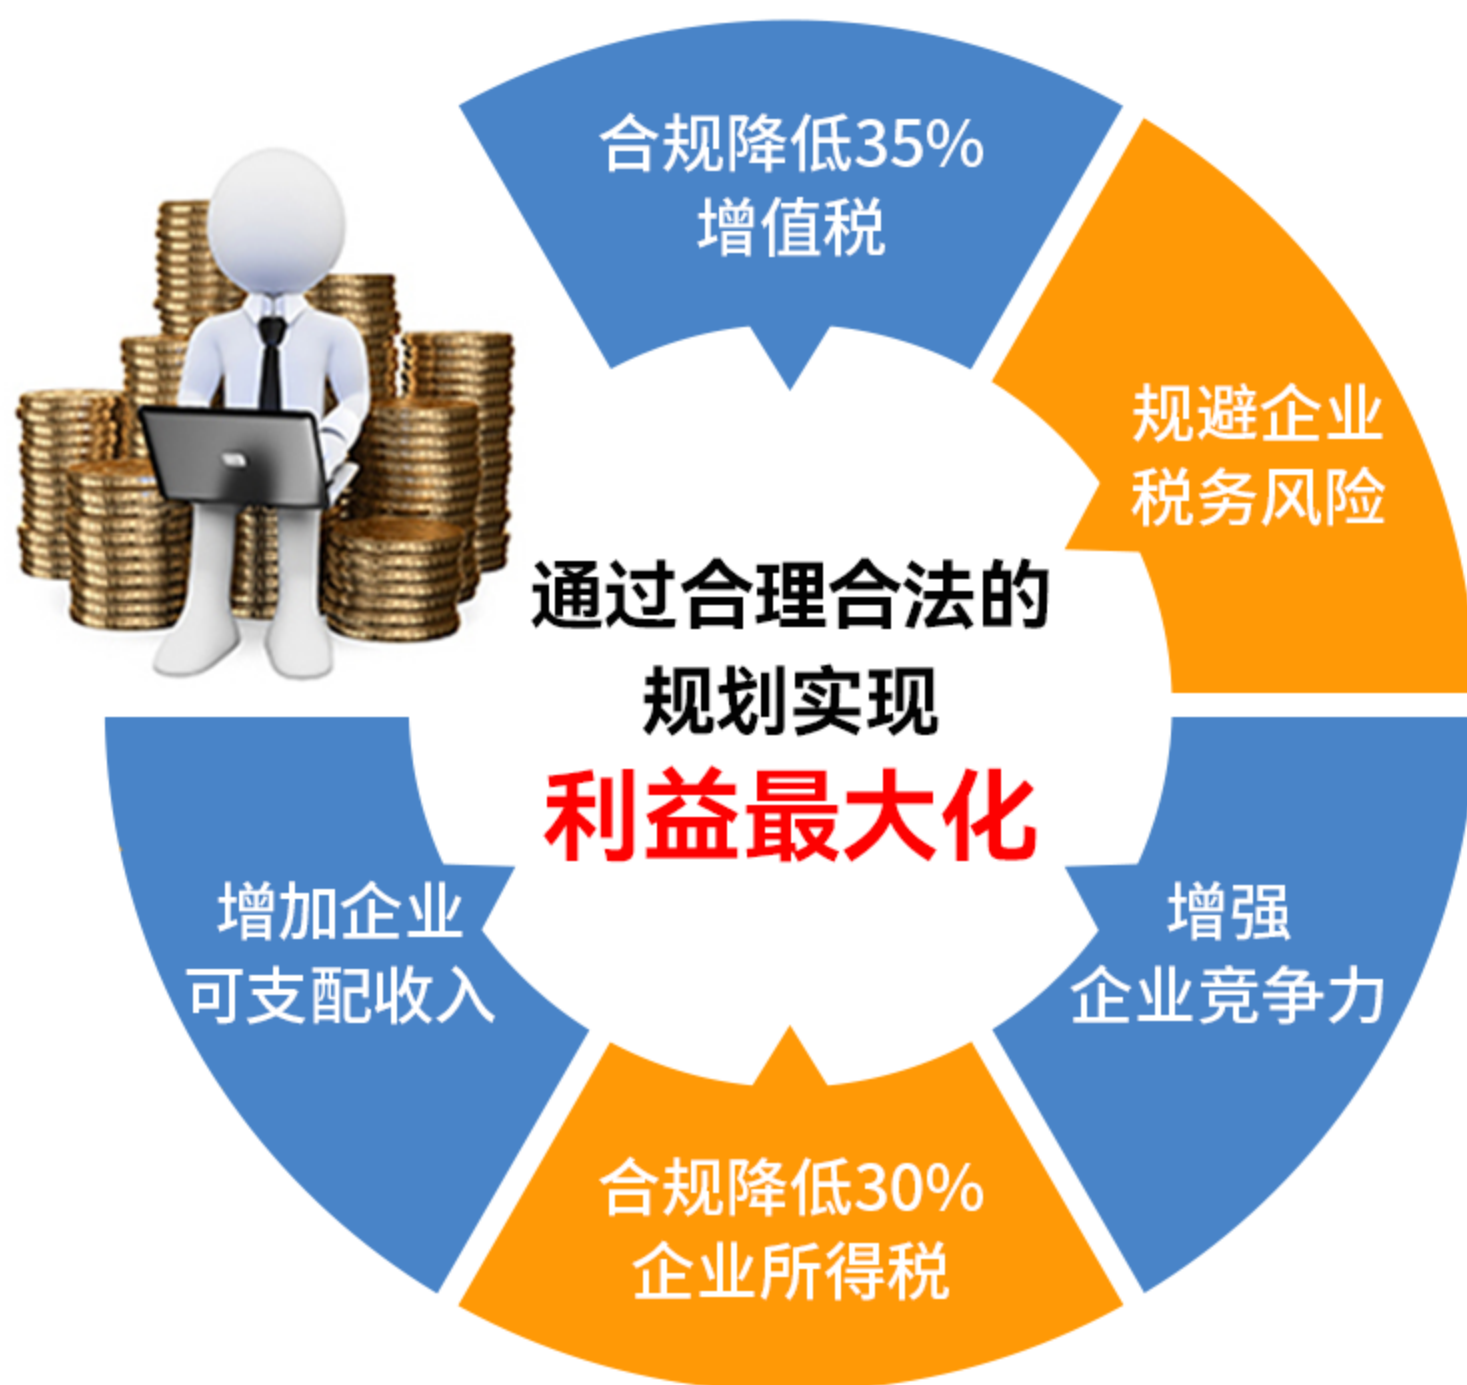 合规降低35%
增值税
规避企业
税务风险
通过合理合法的
规划实现
利益最大化
增强
企业竞争力
合规降低30%
企业所得税
增加企业
可支配收入